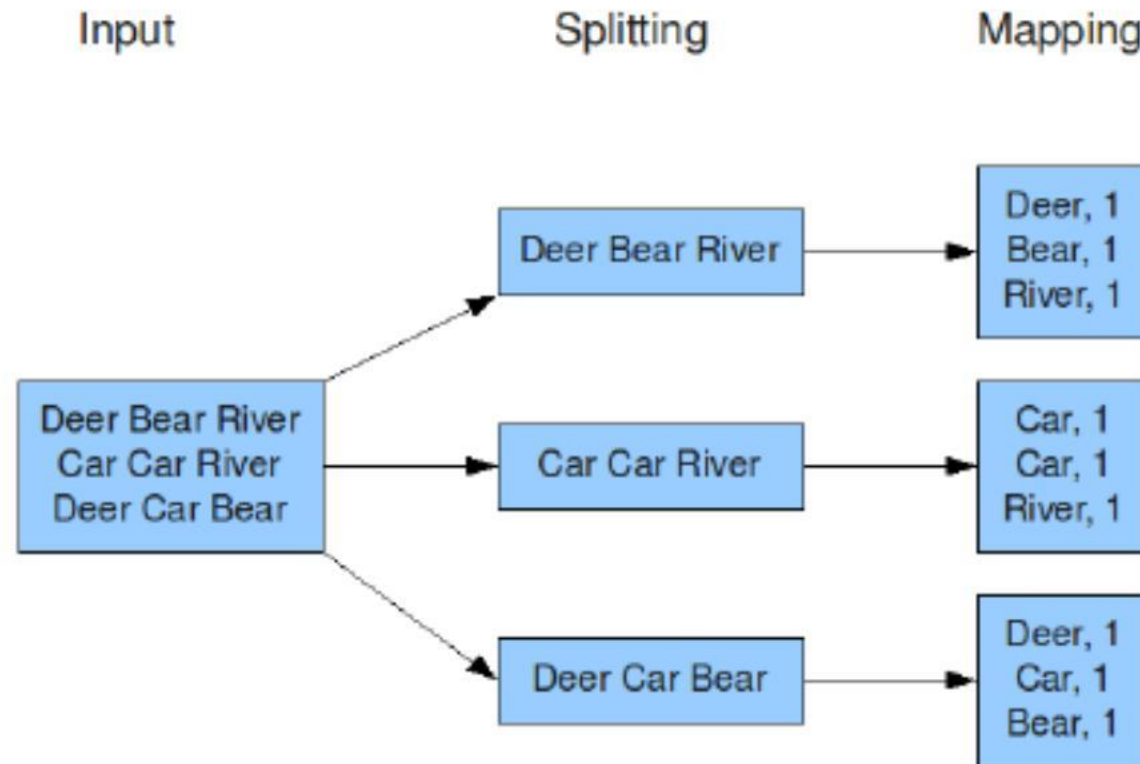 Input
Splitting
Mapping
Deer Bear River
Car Car River
Deer Car Bear
Deer Bear River
Car Car River
Deer Car Bear
Deer, 1
Bear, 1
River, 1
Car, 1
Car, 1
River, 1
Deer, 1
Car, 1
Bear, 1